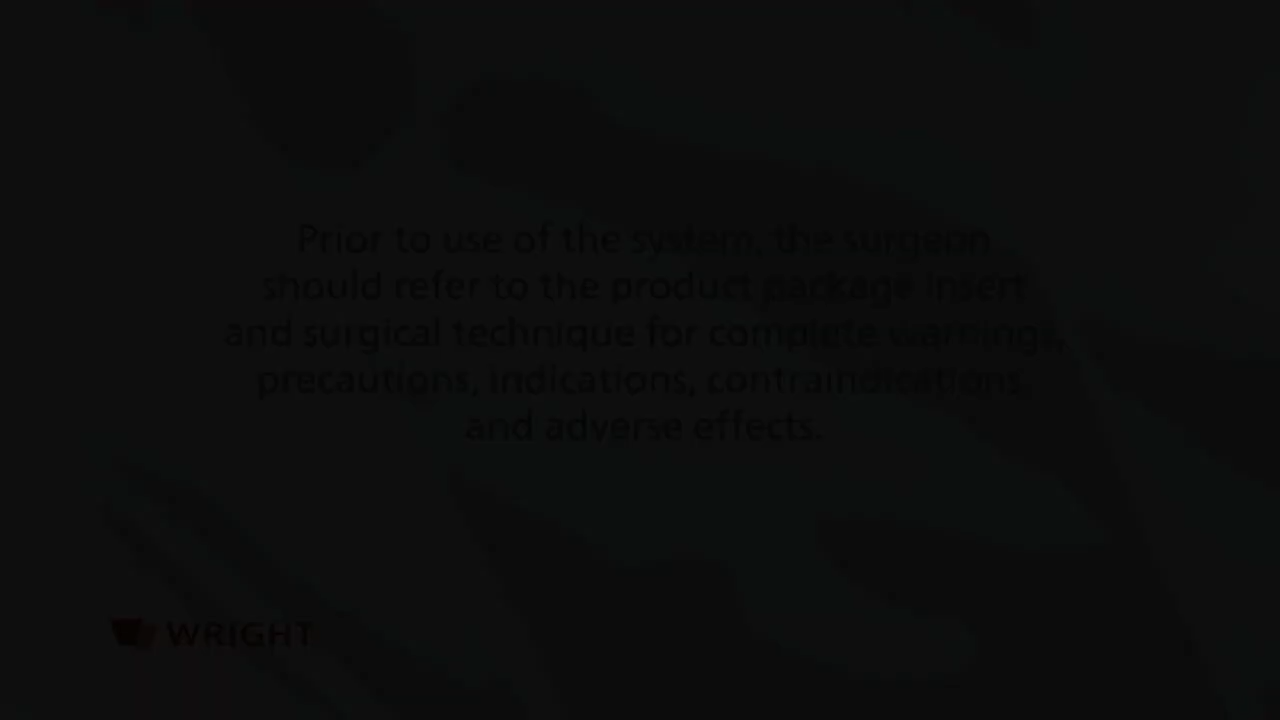 Prior to use of the system, the surgeon
should refer to the product package insert
and surgical technique for complete warnings,
precautions, indications, contraindications,
and adverse effects.
WRIGHT